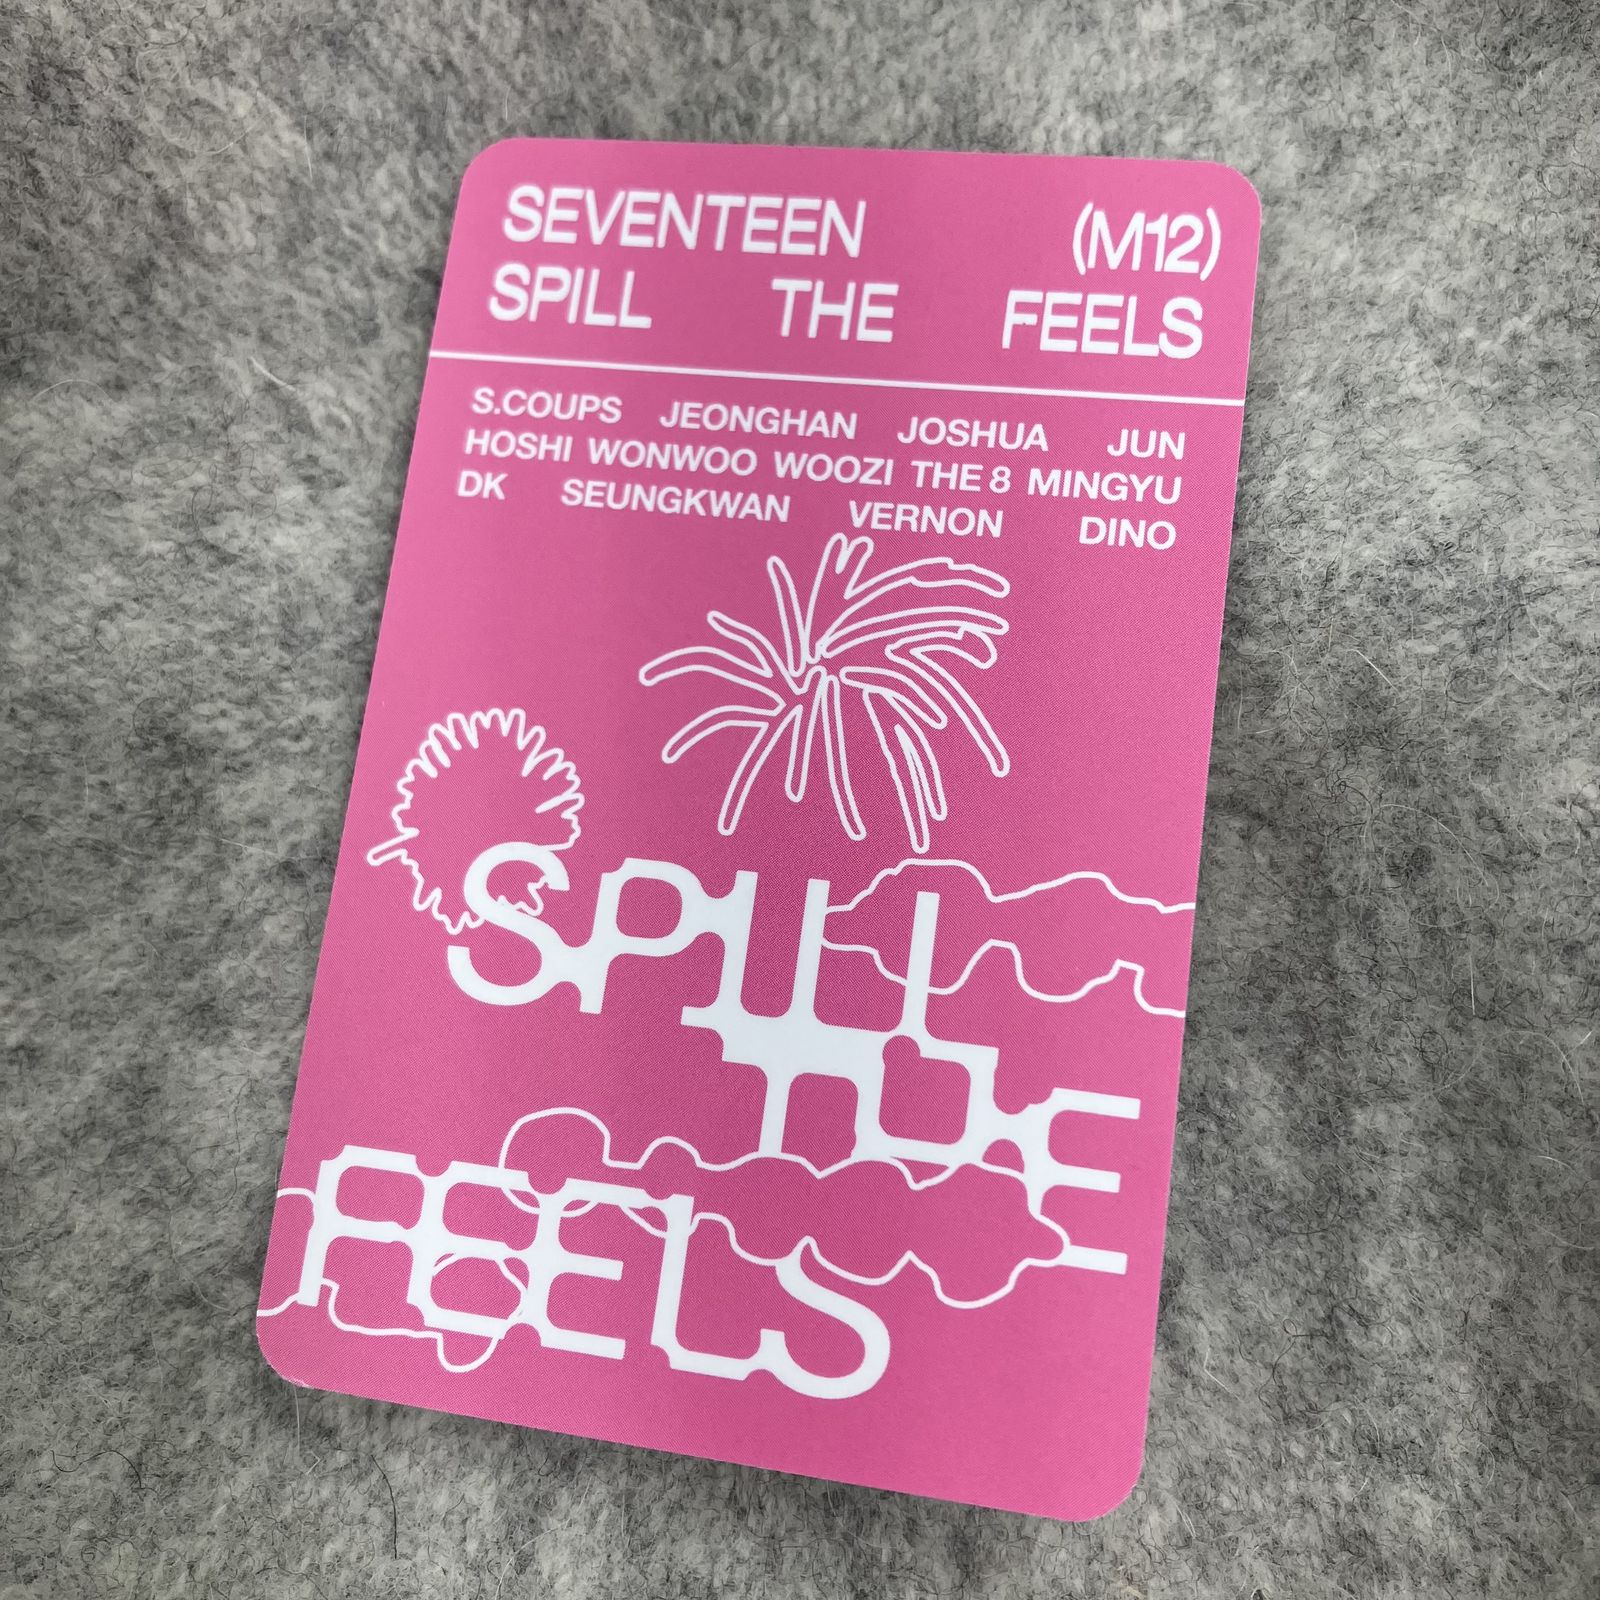 SEVENTEEN (M12)
SPILL THE FEELS
S.COUPS JEONGHAN JOSHUA JUN
HOSHI WONWOO WOOZI THE 8 MINGYU
DK SEUNGKWAN VERNON DINO
SPILL
THE
FEELS